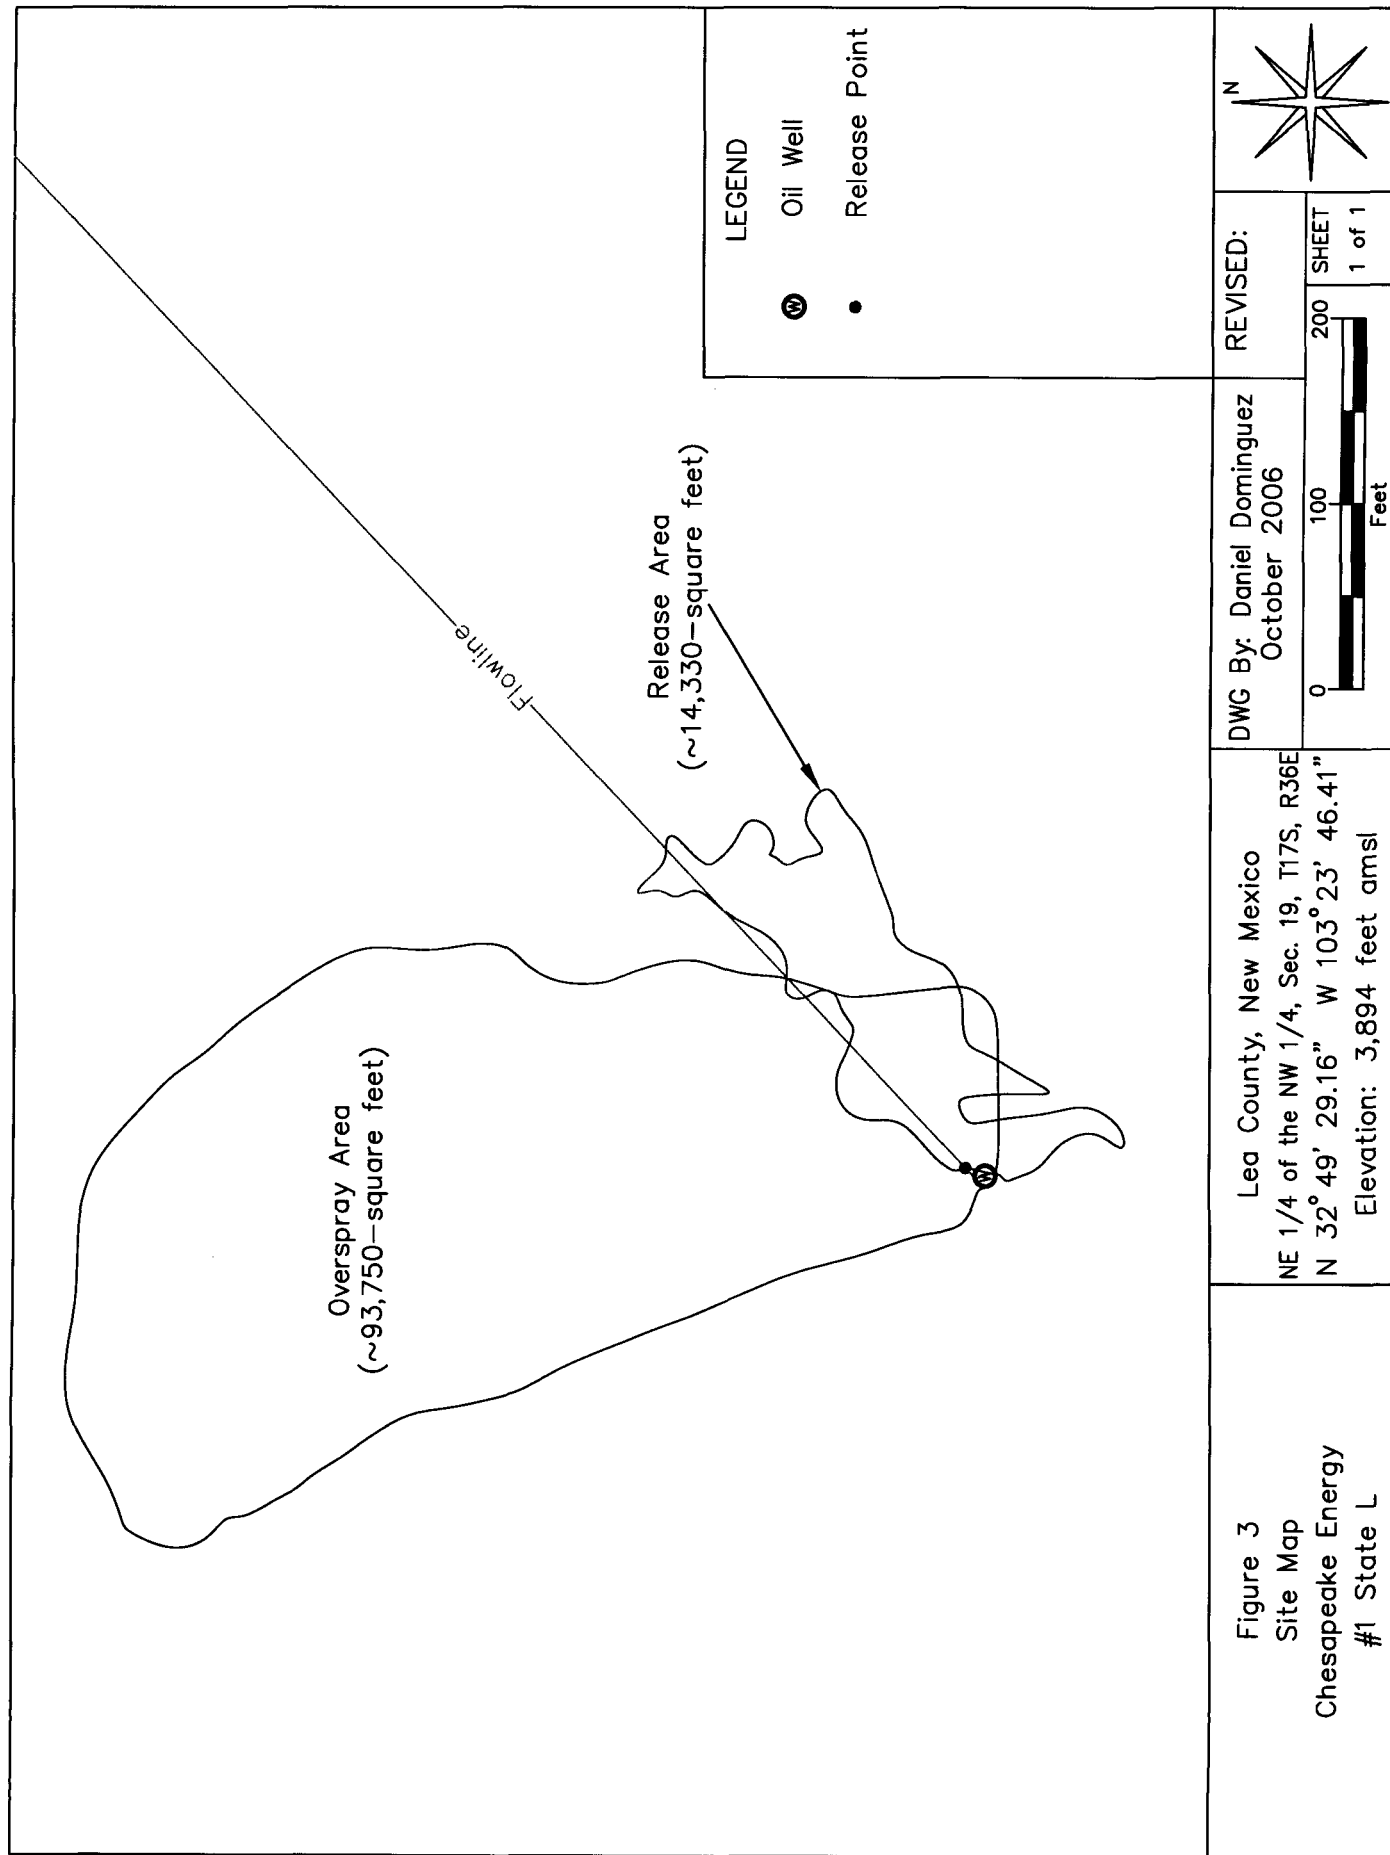 Overspray Area
(~93,750-square feet)
Flowline
Release Area
(~14,330-square feet)
W
LEGEND
W Oil Well
Release Point
Figure 3
Site Map
Chesapeake Energy
#1 State L
Lea County, New Mexico
NE 1/4 of the NW 1/4, Sec. 19, T17S, R36E
N 32° 49' 29.16" W 103° 23' 46.41"
Elevation: 3,894 feet amsl
DWG By: Daniel Dominguez
October 2006
REVISED:
0 100 200
Feet
SHEET
1 of 1
N